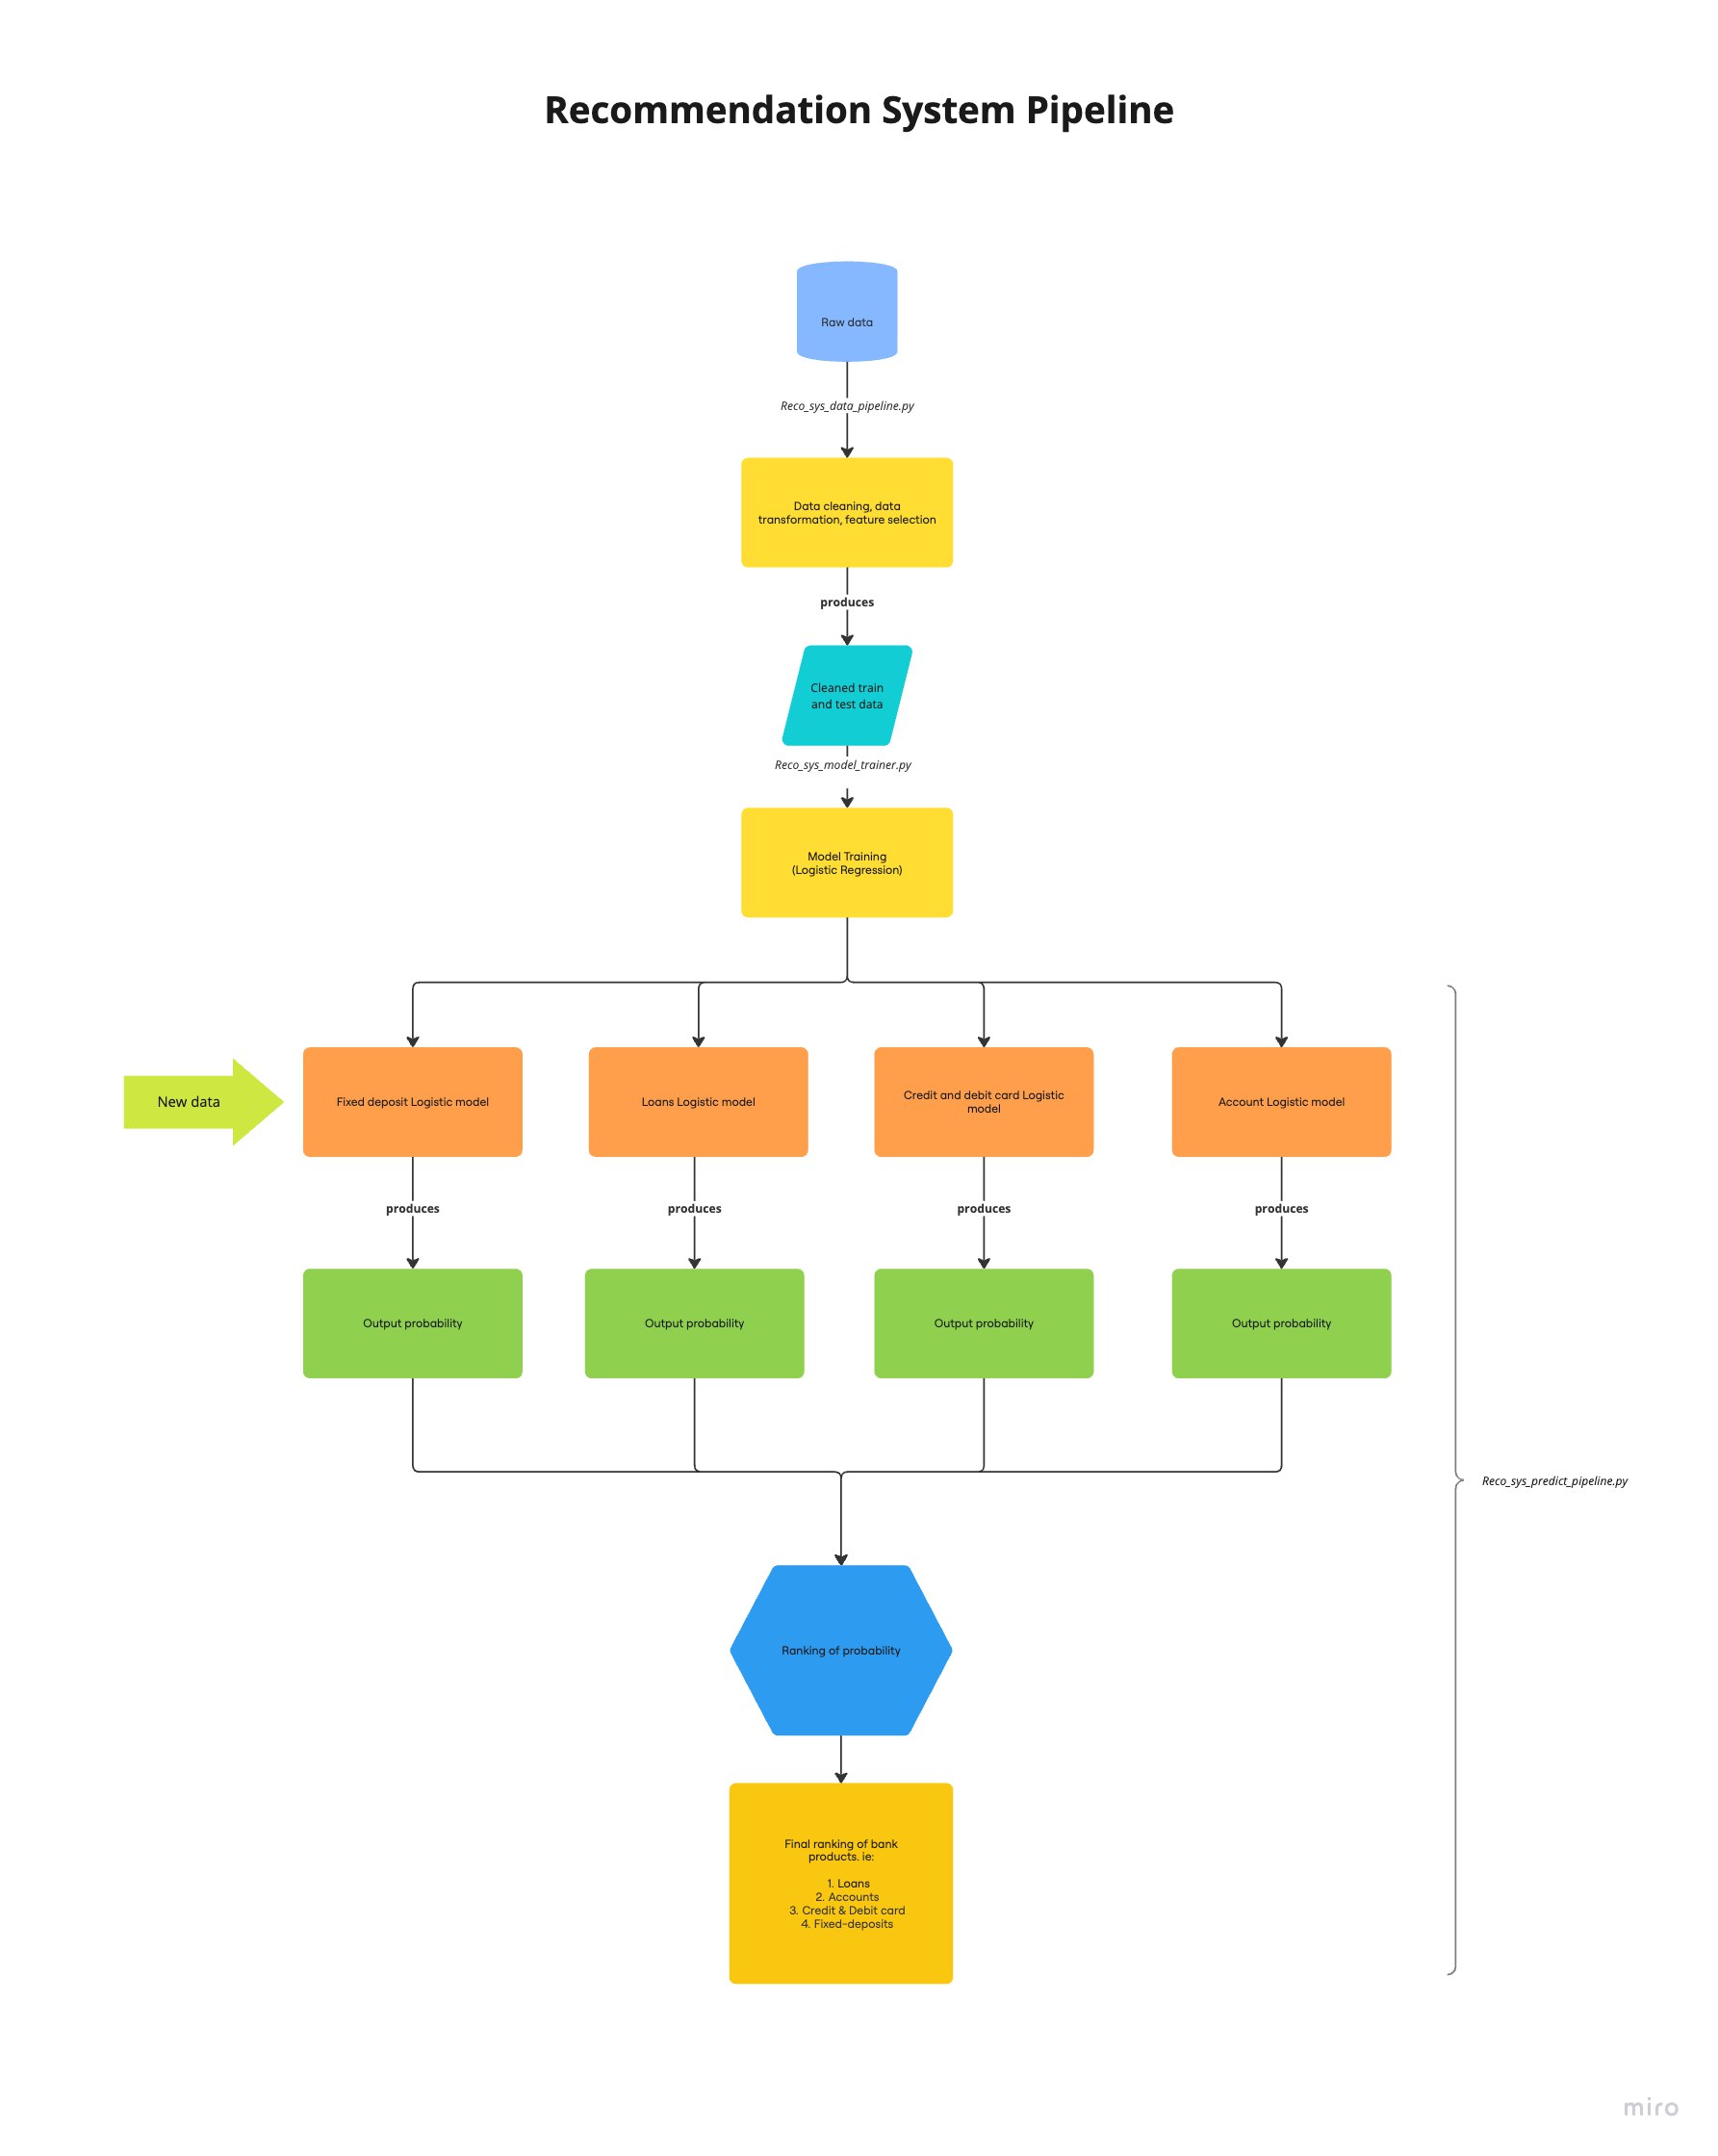 Recommendation System Pipeline
Raw data
Reco_sys_data_pipeline.py
Data cleaning, data
transformation, feature selection
produces
Cleaned train
and test data
Reco_sys_model_trainer.py
Model Training
(Logistic Regression)
New data
Fixed deposit Logistic model
Loans Logistic model
Credit and debit card Logistic
model
Account Logistic model
produces
produces
produces
produces
Output probability
Output probability
Output probability
Output probability
Reco_sys_predict_pipeline.py
Ranking of probability
Final ranking of bank
products. ie:
1. Loans
2. Accounts
3. Credit & Debit card
4. Fixed-deposits
miro